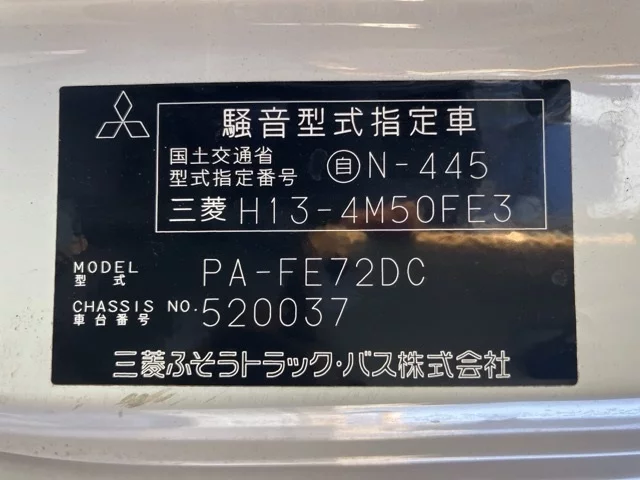 騒音型式指定車
国土交通省
型式指定番号 自N-445
三菱 H13-4M50FE3
MODEL
型式 PA-FE72DC
CHASSIS NO.
車台番号 520037
三菱ふそうトラック・バス株式会社